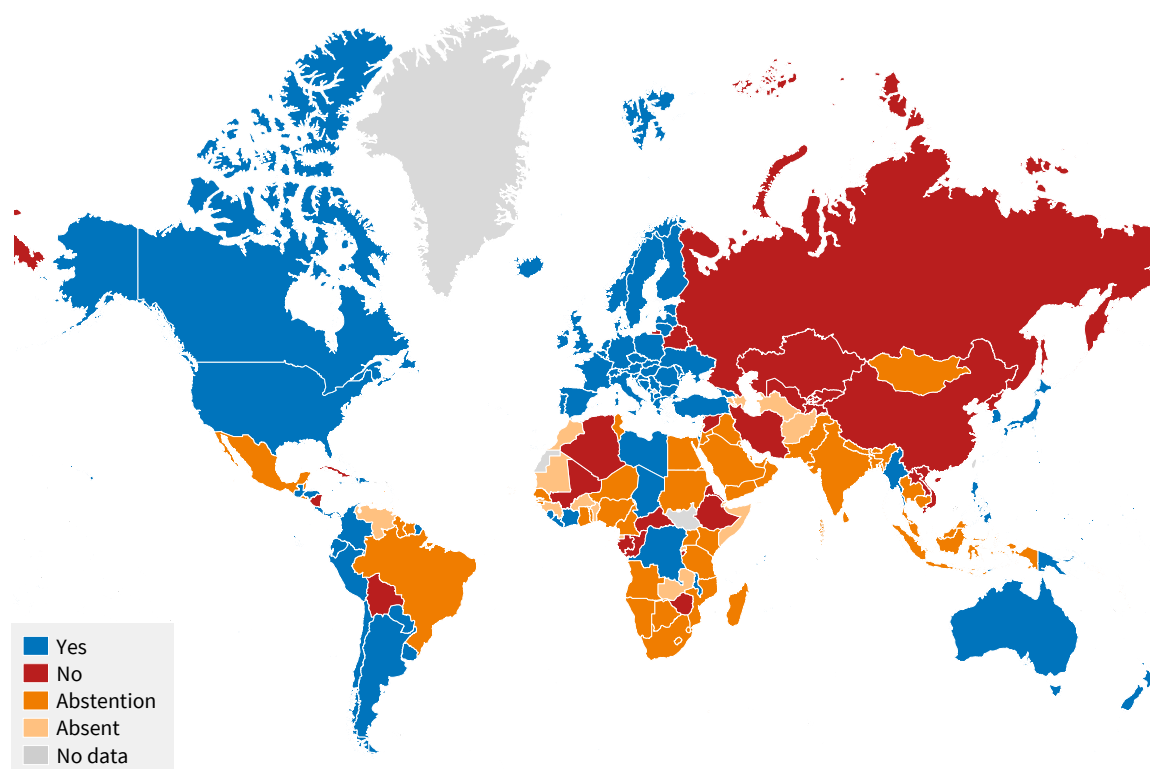 Yes
No
Abstention
Absent
No data